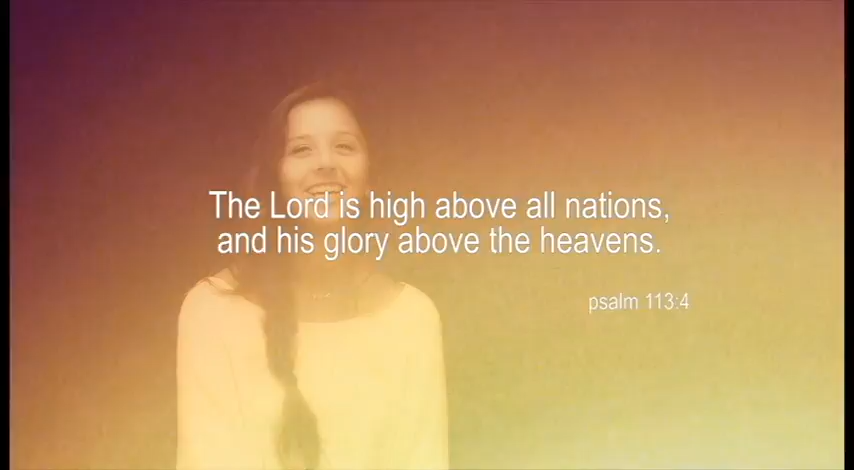 The Lord is high above all nations,
and his glory above the heavens.
psalm 113:4